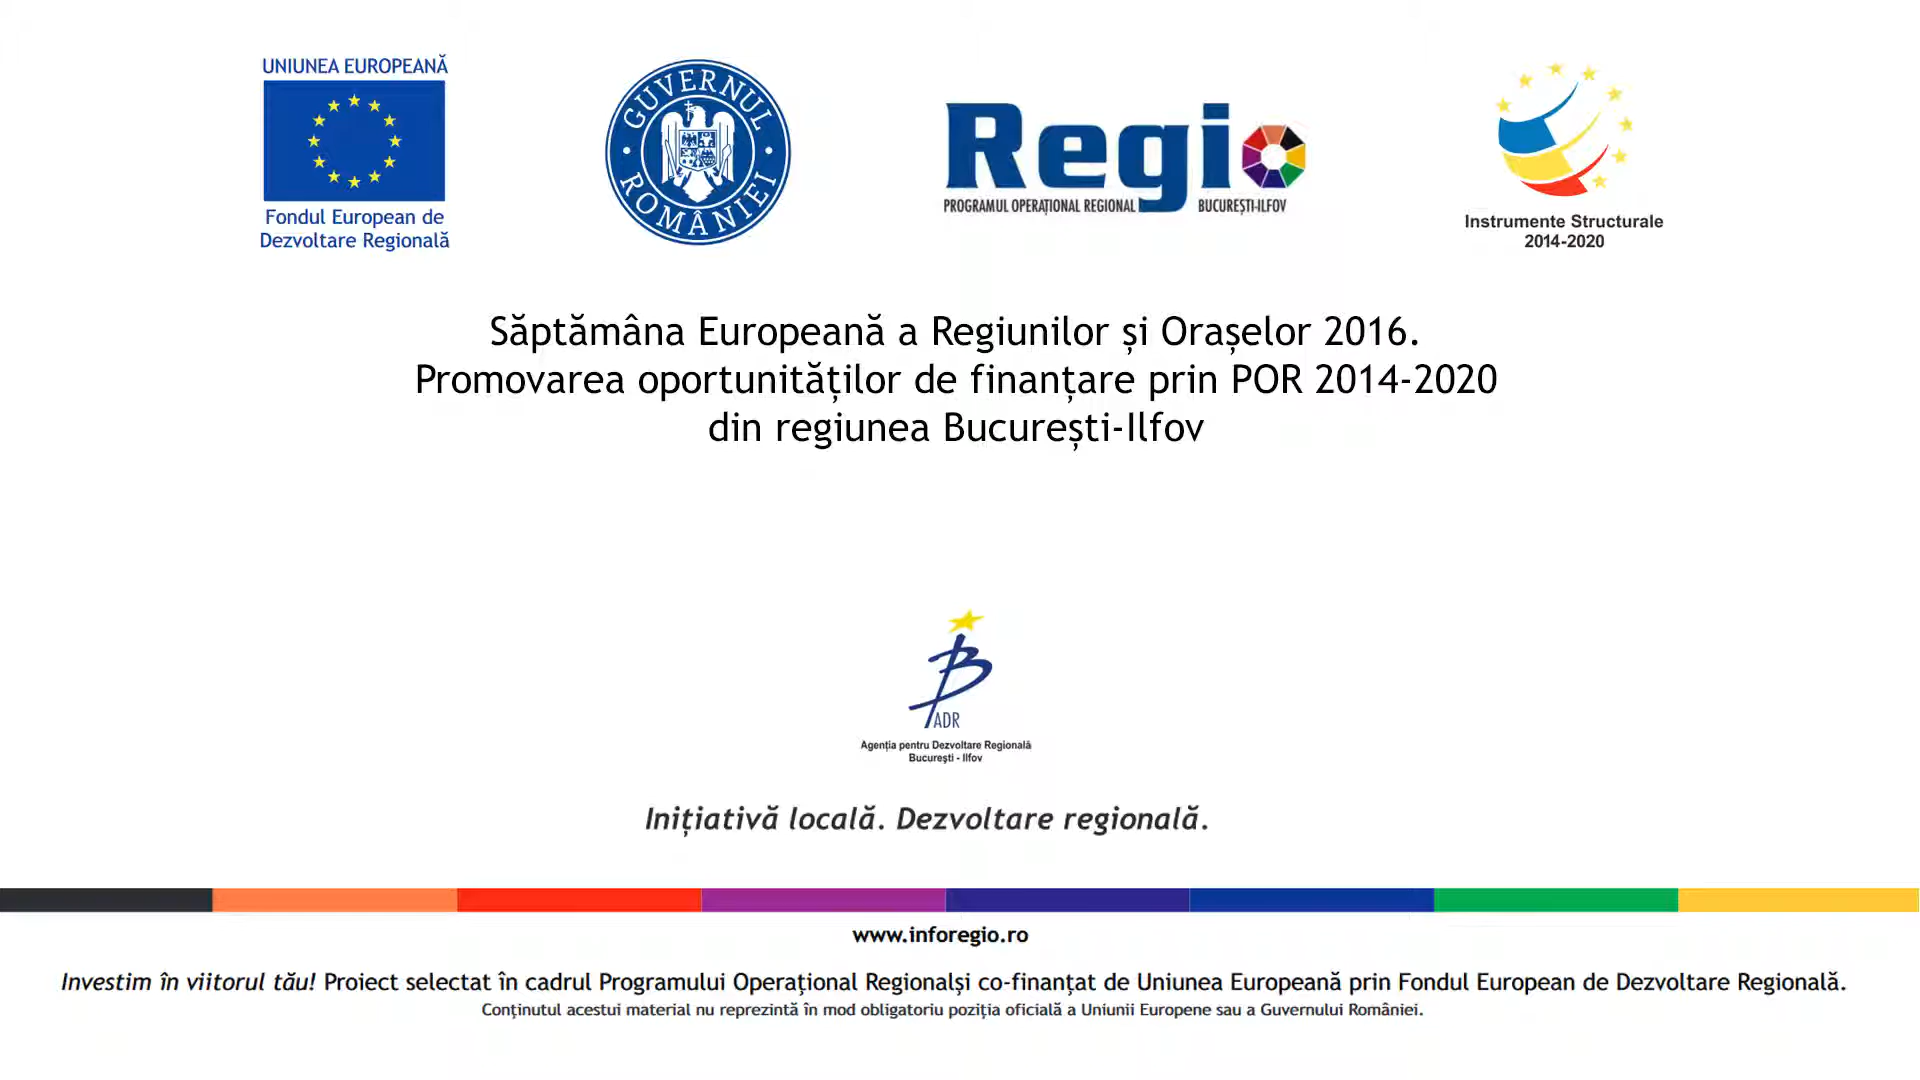 UNIUNEA EUROPEANĂ
Fondul European de
Dezvoltare Regională
GUVERNUL ROMÂNIEI
Regio
PROGRAMUL OPERAȚIONAL REGIONAL BUCUREȘTI-ILFOV
Instrumente Structurale
2014-2020
Săptămâna Europeană a Regiunilor și Orașelor 2016.
Promovarea oportunităților de finanțare prin POR 2014-2020
din regiunea București-Ilfov
ADR
Agenția pentru Dezvoltare Regională
București - Ilfov
Inițiativă locală. Dezvoltare regională.
www.inforegio.ro
Investim în viitorul tău! Proiect selectat în cadrul Programului Operațional Regionalși co-finanțat de Uniunea Europeană prin Fondul European de Dezvoltare Regională.
Conținutul acestui material nu reprezintă în mod obligatoriu poziția oficială a Uniunii Europene sau a Guvernului României.